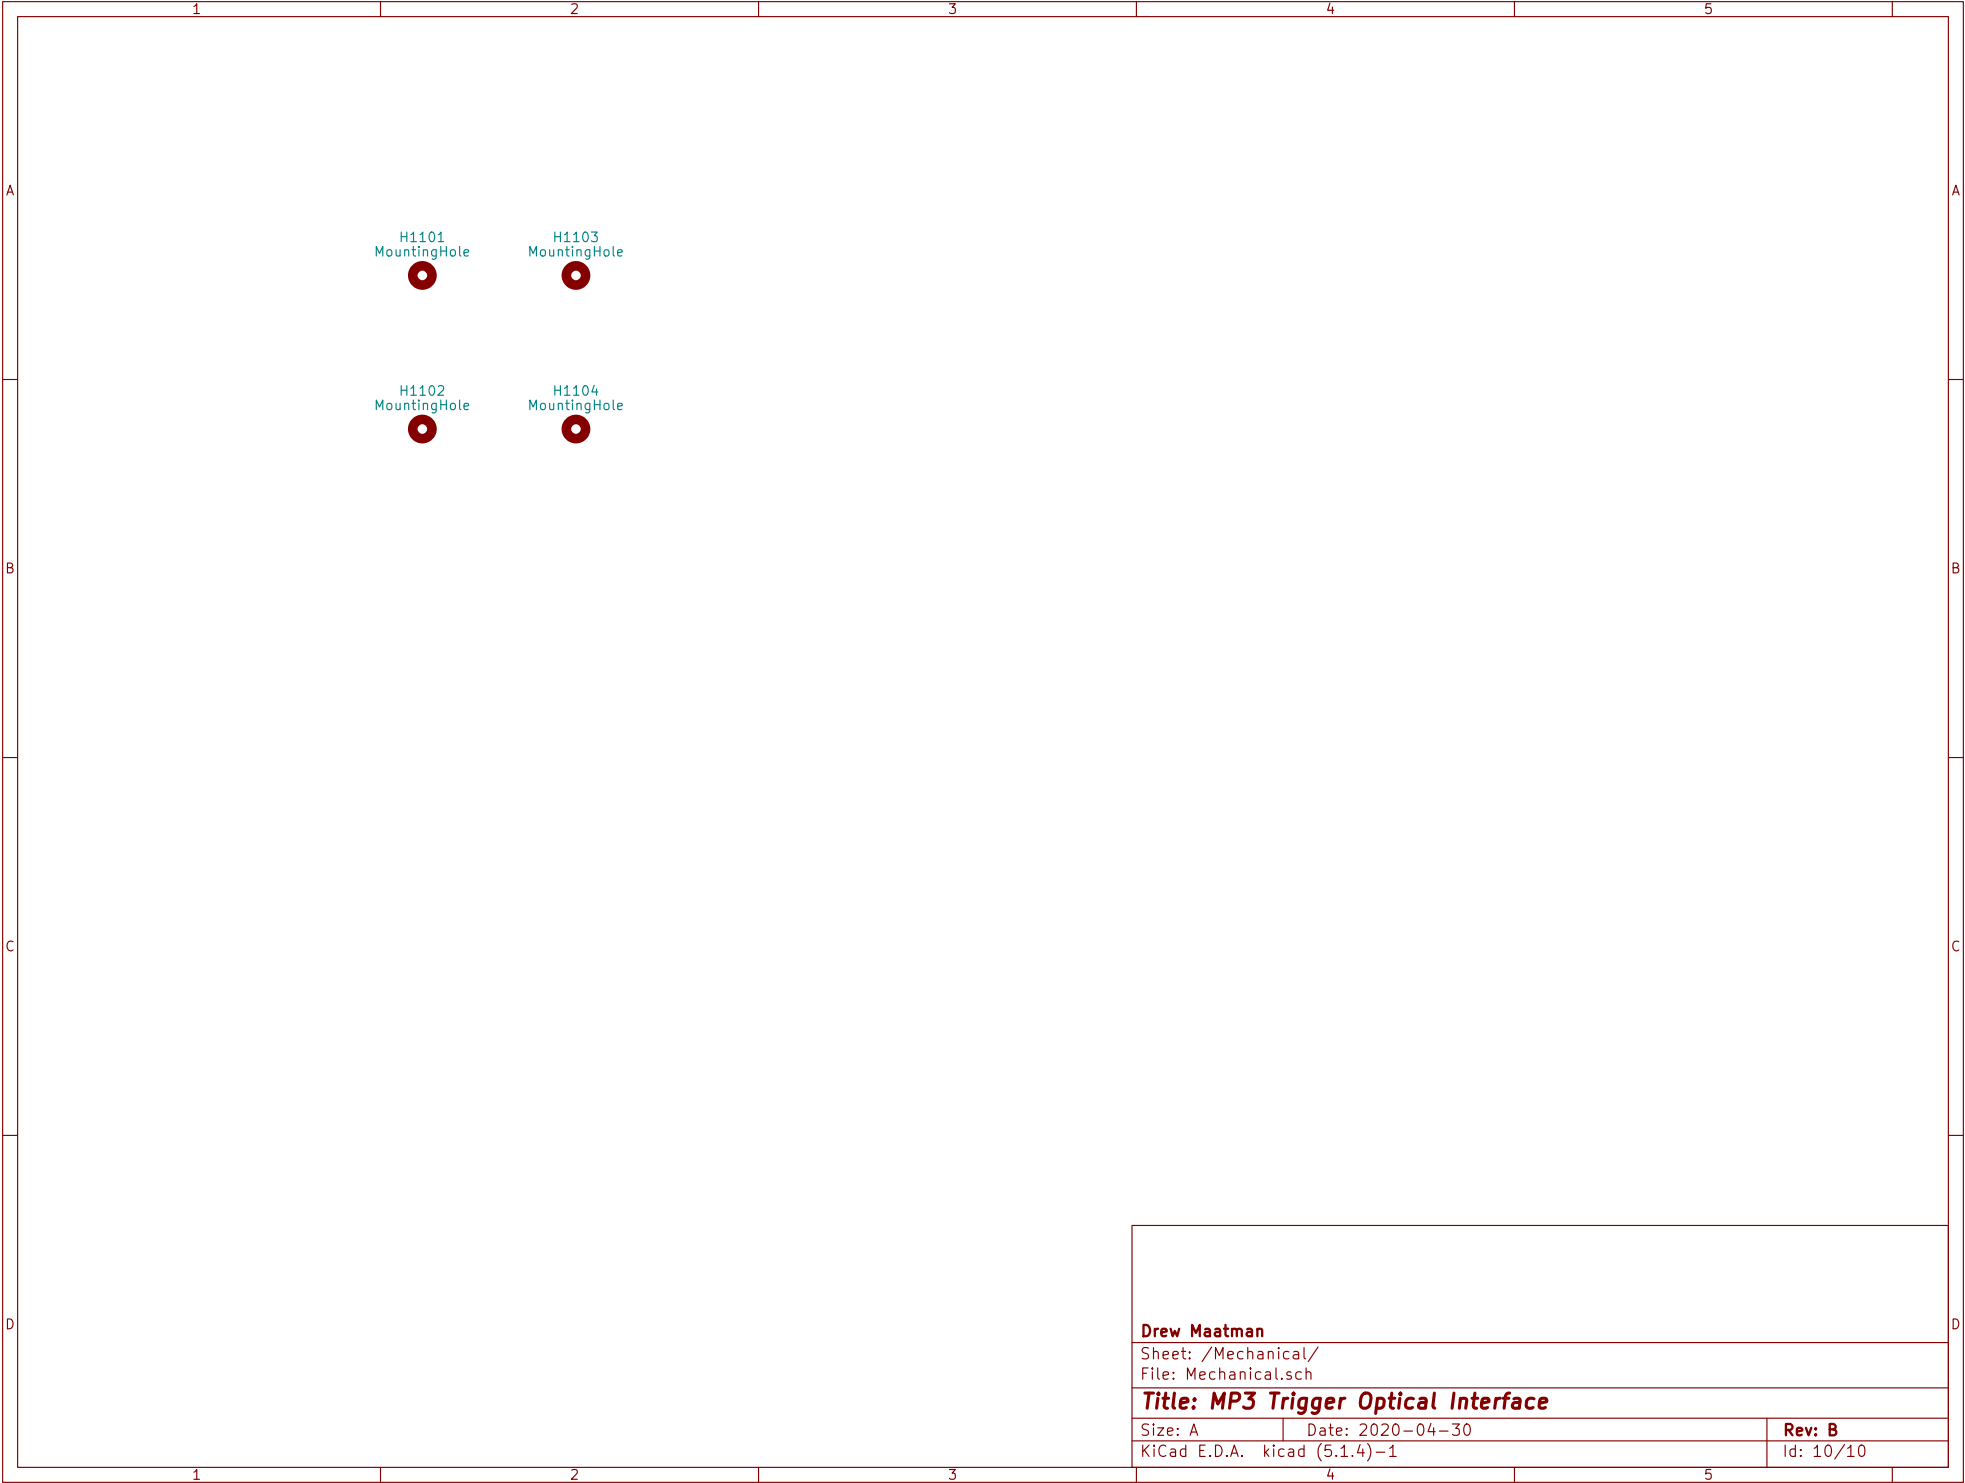 1 2 3 4 5
A A
H1101 H1103
MountingHole MountingHole
H1102 H1104
MountingHole MountingHole
B B
C C
D D
Drew Maatman
Sheet: /Mechanical/
File: Mechanical.sch
Title: MP3 Trigger Optical Interface
Size: A Date: 2020-04-30 Rev: B
KiCad E.D.A. kicad (5.1.4)-1 Id: 10/10
1 2 3 4 5